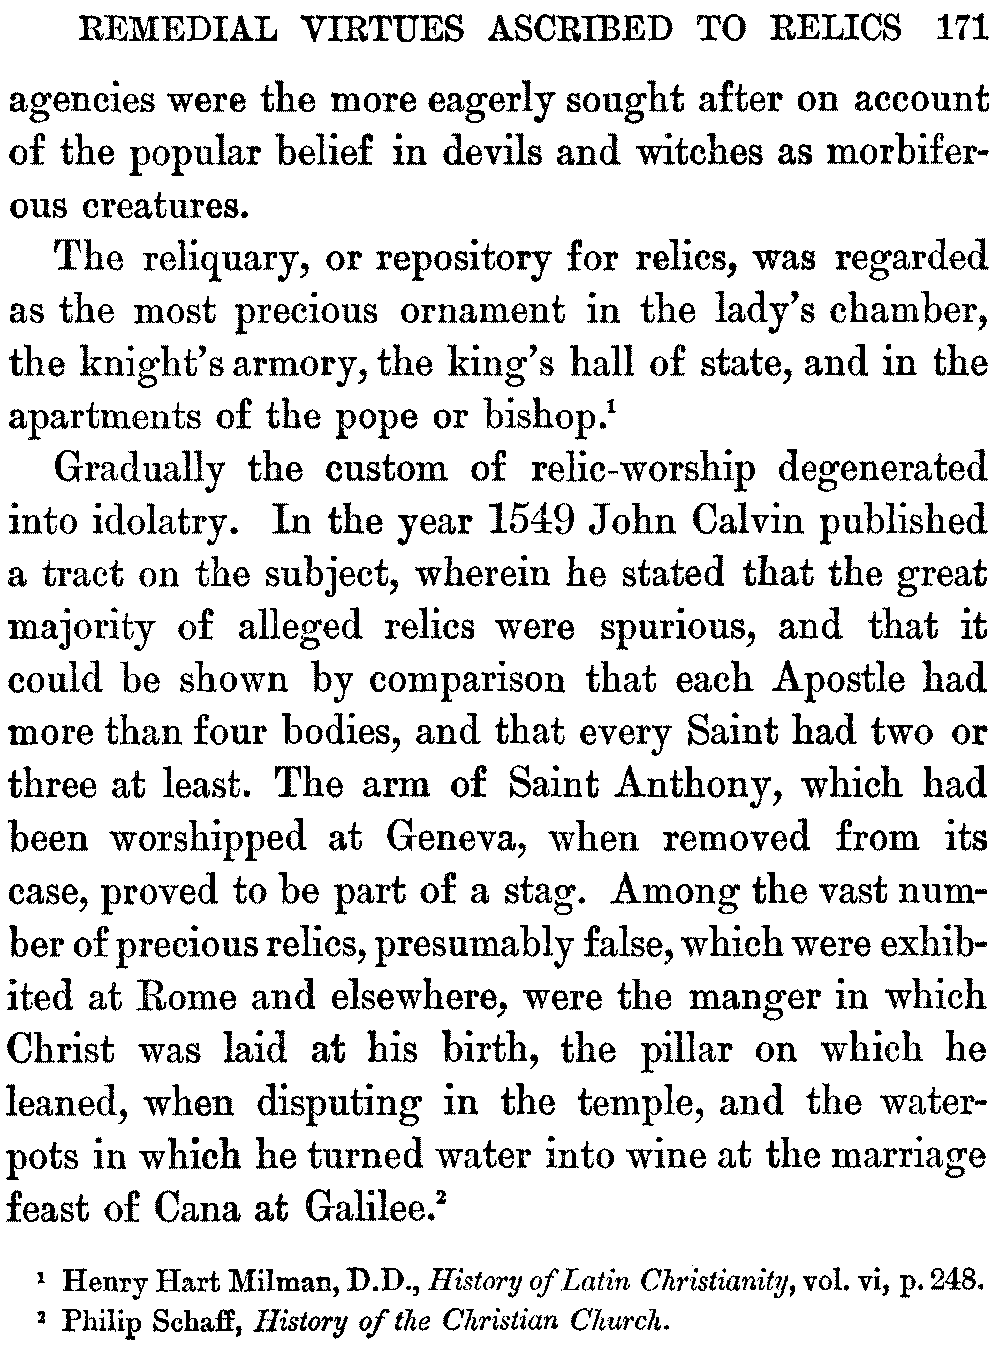 REMEDIAL VIRTUES ASCRIBED TO RELICS 171
agencies were the more eagerly sought after on account
of the popular belief in devils and witches as morbifer-
ous creatures.
The reliquary, or repository for relics, was regarded
as the most precious ornament in the lady's chamber,
the knight's armory, the king's hall of state, and in the
apartments of the pope or bishop.¹
Gradually the custom of relic-worship degenerated
into idolatry. In the year 1549 John Calvin published
a tract on the subject, wherein he stated that the great
majority of alleged relics were spurious, and that it
could be shown by comparison that each Apostle had
more than four bodies, and that every Saint had two or
three at least. The arm of Saint Anthony, which had
been worshipped at Geneva, when removed from its
case, proved to be part of a stag. Among the vast num-
ber of precious relics, presumably false, which were exhib-
ited at Rome and elsewhere, were the manger in which
Christ was laid at his birth, the pillar on which he
leaned, when disputing in the temple, and the water-
pots in which he turned water into wine at the marriage
feast of Cana at Galilee.²
¹ Henry Hart Milman, D.D., History of Latin Christianity, vol. vi, p. 248.
² Philip Schaff, History of the Christian Church.